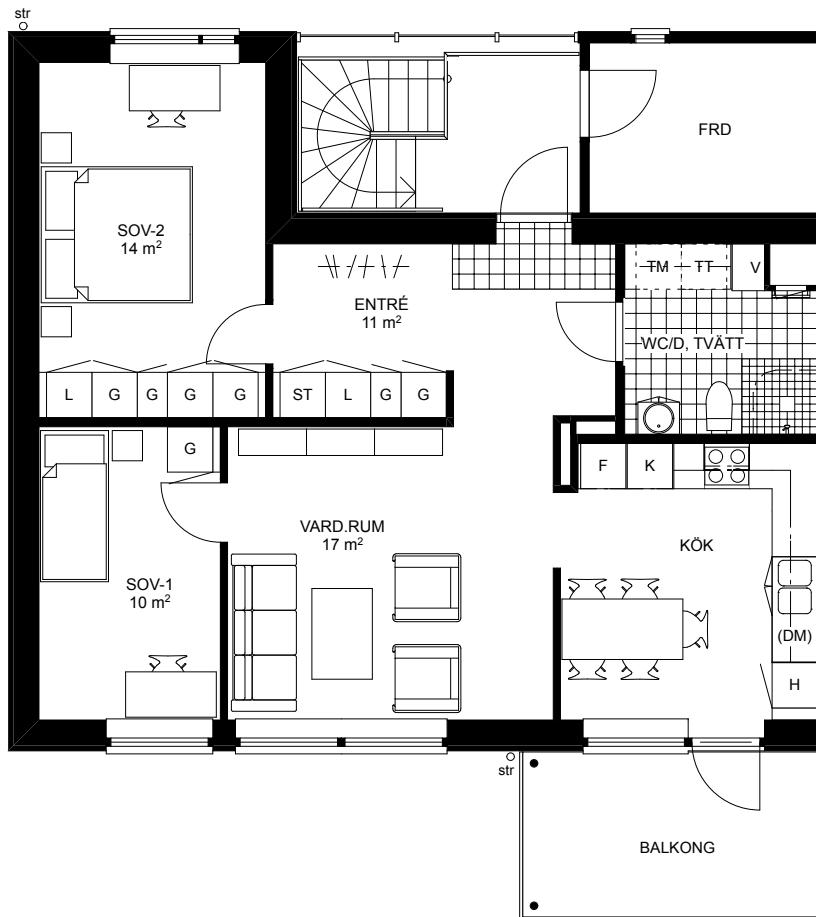 str
FRD
SOV-2
14 m²
TM
TT
V
ENTRÉ
11 m²
WC/D, TVÄTT
L
G
G
G
G
ST
L
G
G
G
F
K
VARD.RUM
17 m²
KÖK
SOV-1
10 m²
(DM)
H
str
BALKONG